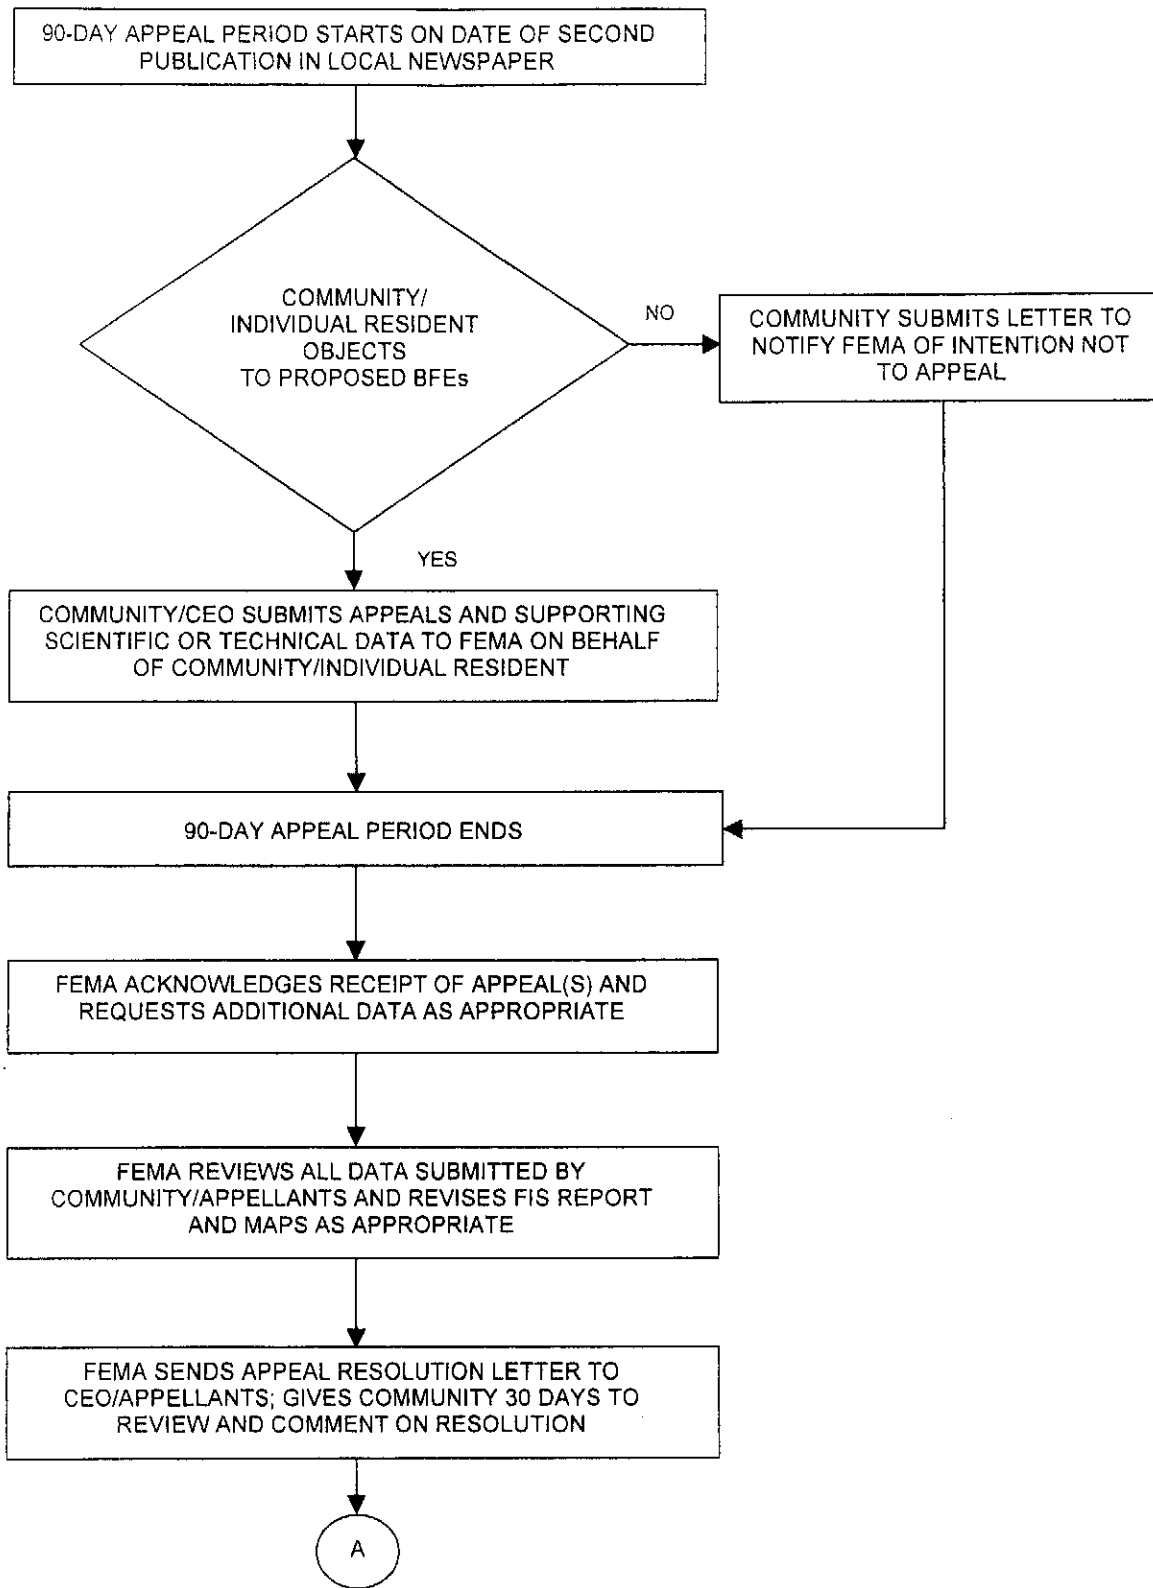 90-DAY APPEAL PERIOD STARTS ON DATE OF SECOND
PUBLICATION IN LOCAL NEWSPAPER
COMMUNITY/
INDIVIDUAL RESIDENT
OBJECTS
TO PROPOSED BFEs
NO
COMMUNITY SUBMITS LETTER TO
NOTIFY FEMA OF INTENTION NOT
TO APPEAL
YES
COMMUNITY/CEO SUBMITS APPEALS AND SUPPORTING
SCIENTIFIC OR TECHNICAL DATA TO FEMA ON BEHALF
OF COMMUNITY/INDIVIDUAL RESIDENT
90-DAY APPEAL PERIOD ENDS
FEMA ACKNOWLEDGES RECEIPT OF APPEAL(S) AND
REQUESTS ADDITIONAL DATA AS APPROPRIATE
FEMA REVIEWS ALL DATA SUBMITTED BY
COMMUNITY/APPELLANTS AND REVISES FIS REPORT
AND MAPS AS APPROPRIATE
FEMA SENDS APPEAL RESOLUTION LETTER TO
CEO/APPELLANTS; GIVES COMMUNITY 30 DAYS TO
REVIEW AND COMMENT ON RESOLUTION
A